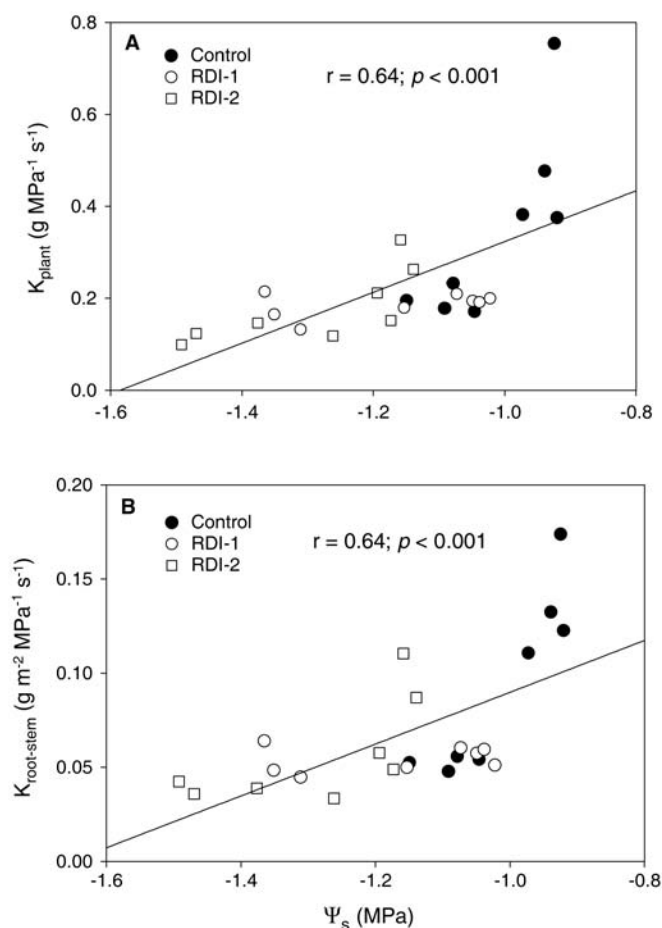 A
Control
RDI-1
RDI-2
r = 0.64; p < 0.001
K plant (g MPa⁻¹ s⁻¹)
0.8
0.6
0.4
0.2
0.0
-1.6 -1.4 -1.2 -1.0 -0.8
B
Control
RDI-1
RDI-2
r = 0.64; p < 0.001
K root-stem (g m⁻² MPa⁻¹ s⁻¹)
0.20
0.15
0.10
0.05
0.00
-1.6 -1.4 -1.2 -1.0 -0.8
Ψs (MPa)